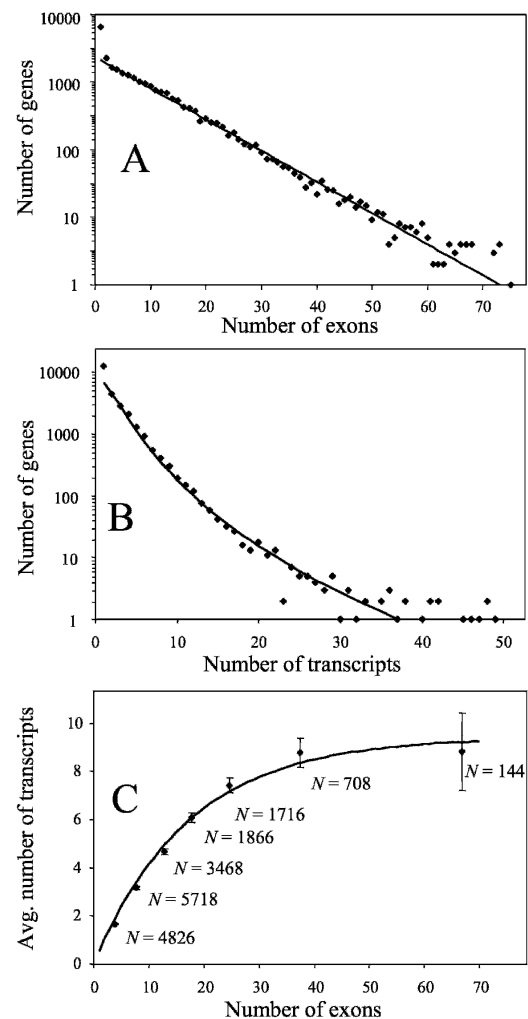 10000
1000
100
10
1
Number of genes
A
0 10 20 30 40 50 60 70 80
Number of exons
10000
1000
100
10
1
Number of genes
B
0 10 20 30 40 50
Number of transcripts
12
10
8
6
4
2
0
Avg. number of transcripts
C
N = 144
N = 708
N = 1716
N = 1866
N = 3468
N = 5718
N = 4826
0 10 20 30 40 50 60 70
Number of exons